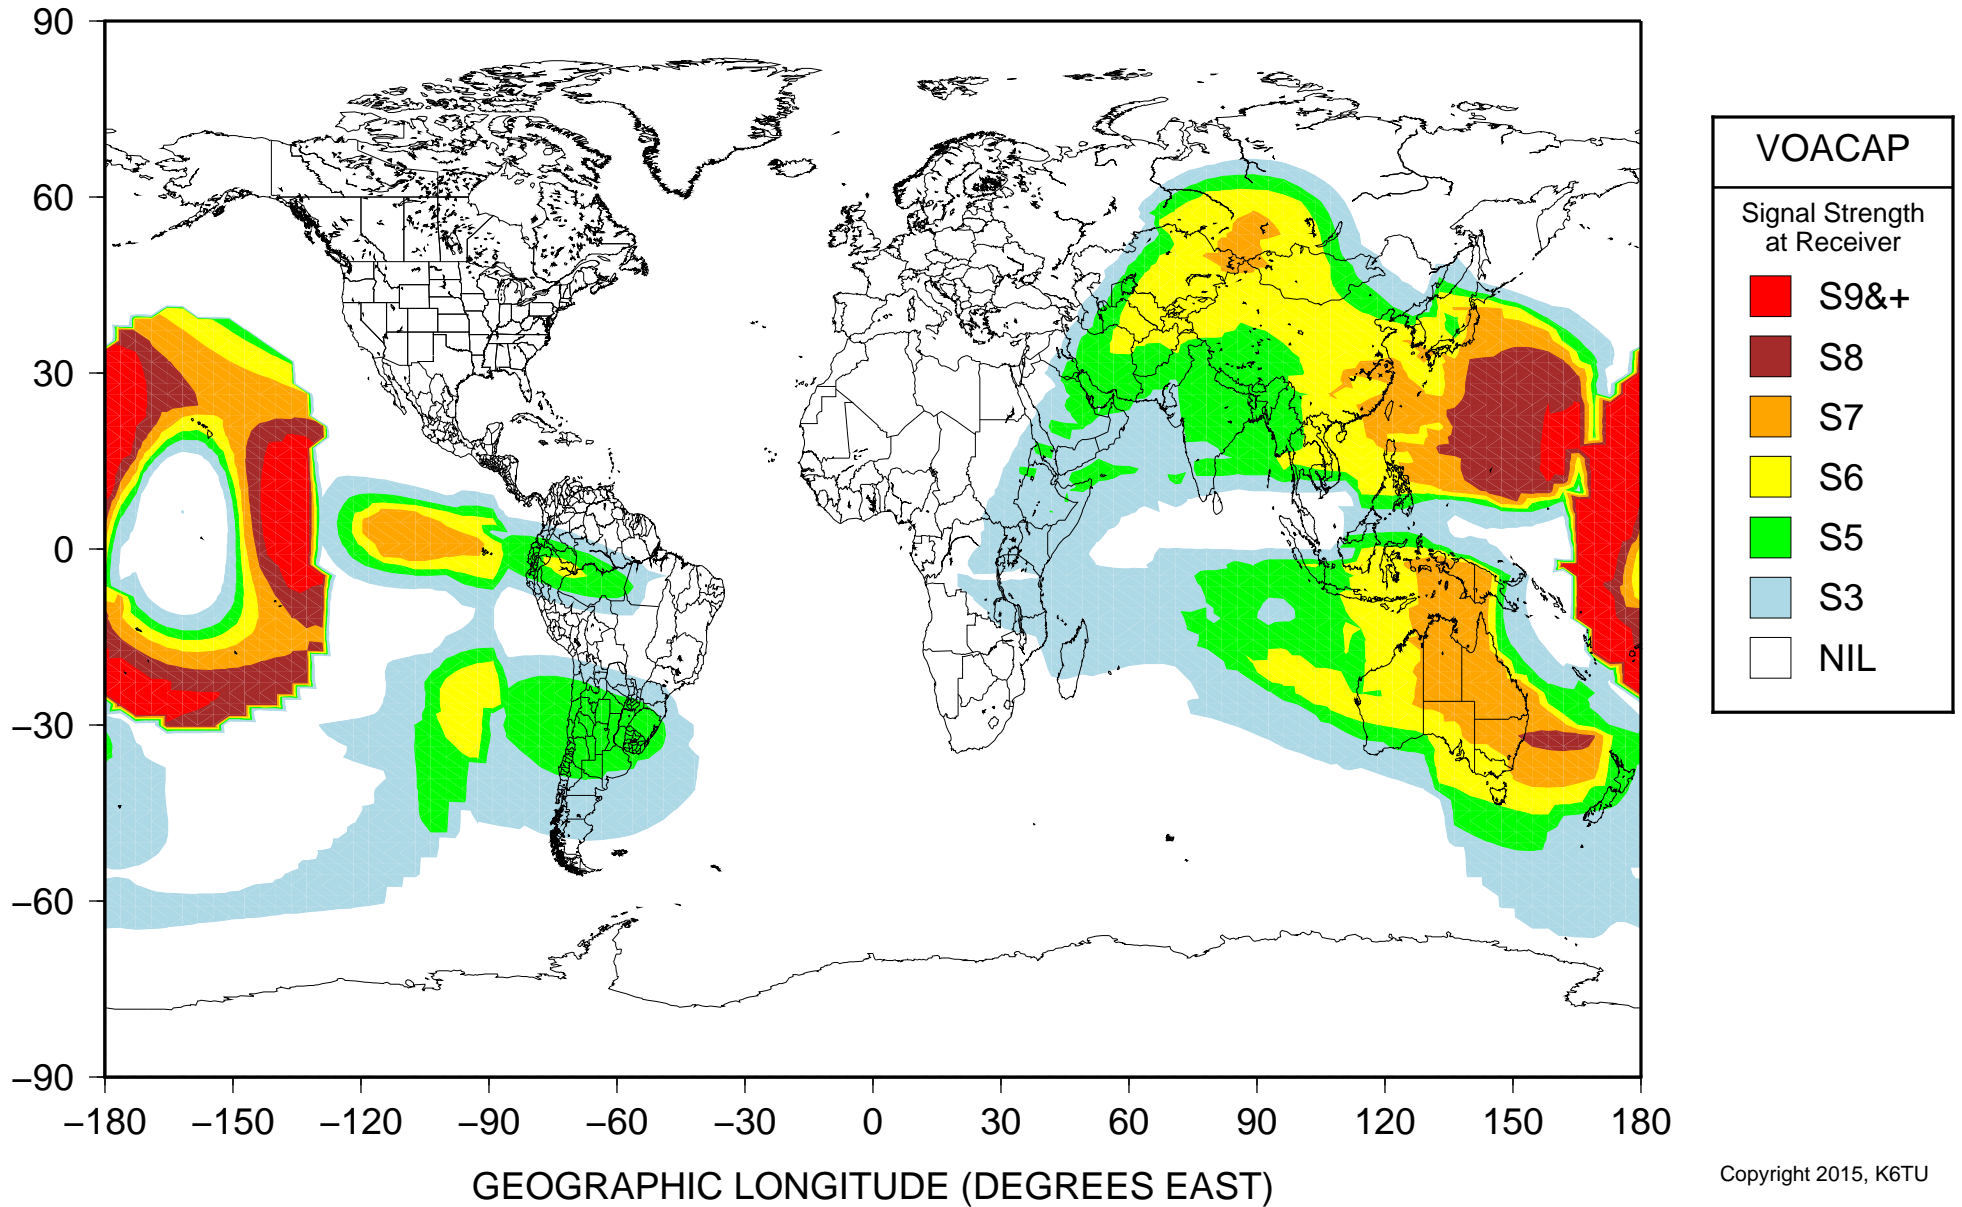 90
60
30
0
−30
−60
−90
−180 −150 −120 −90 −60 −30 0 30 60 90 120 150 180
GEOGRAPHIC LONGITUDE (DEGREES EAST)
VOACAP
Signal Strength
at Receiver
S9&+
S8
S7
S6
S5
S3
NIL
Copyright 2015, K6TU